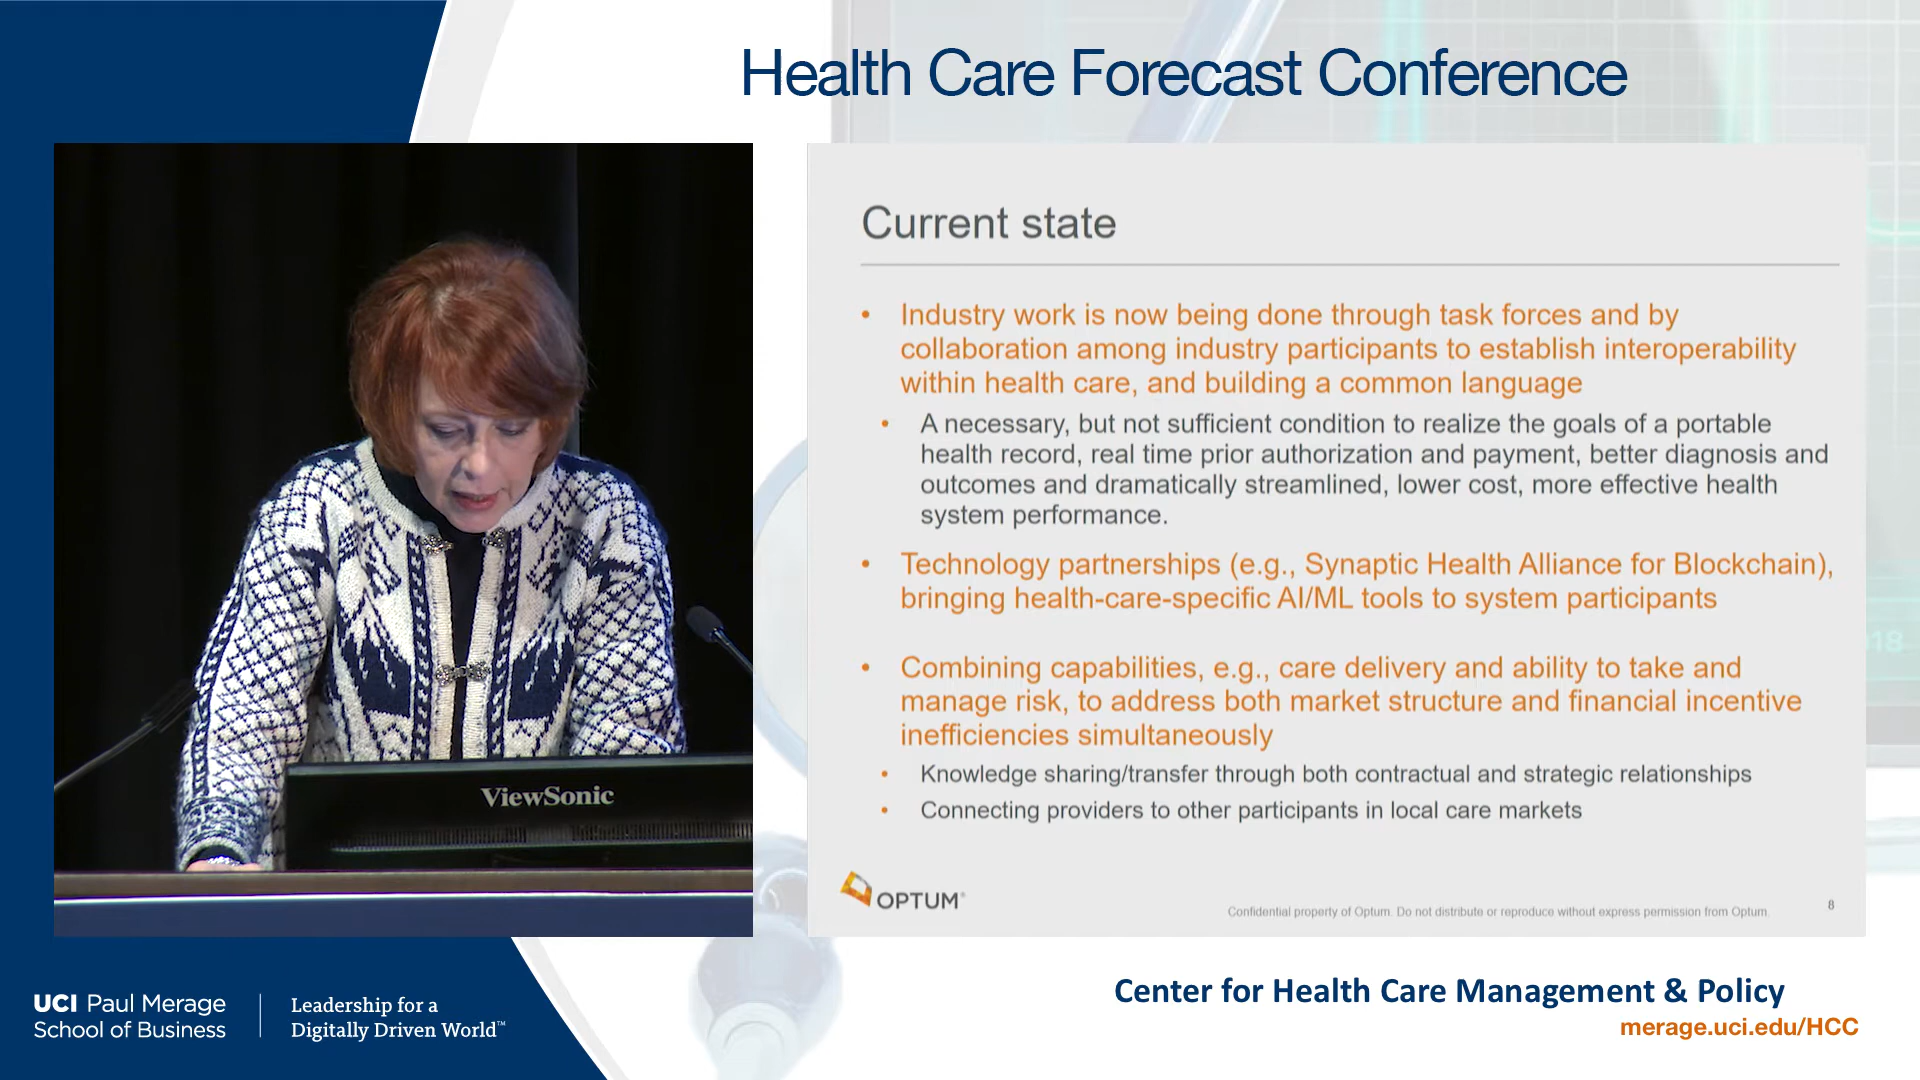 Health Care Forecast Conference
ViewSonic
Current state
• Industry work is now being done through task forces and by
collaboration among industry participants to establish interoperability
within health care, and building a common language
• A necessary, but not sufficient condition to realize the goals of a portable
health record, real time prior authorization and payment, better diagnosis and
outcomes and dramatically streamlined, lower cost, more effective health
system performance.
• Technology partnerships (e.g., Synaptic Health Alliance for Blockchain),
bringing health-care-specific AI/ML tools to system participants
• Combining capabilities, e.g., care delivery and ability to take and
manage risk, to address both market structure and financial incentive
inefficiencies simultaneously
• Knowledge sharing/transfer through both contractual and strategic relationships
• Connecting providers to other participants in local care markets
OPTUM®
Confidential property of Optum. Do not distribute or reproduce without express permission from Optum.
8
18
UCI Paul Merage
School of Business
Leadership for a
Digitally Driven World™
Center for Health Care Management & Policy
merage.uci.edu/HCC